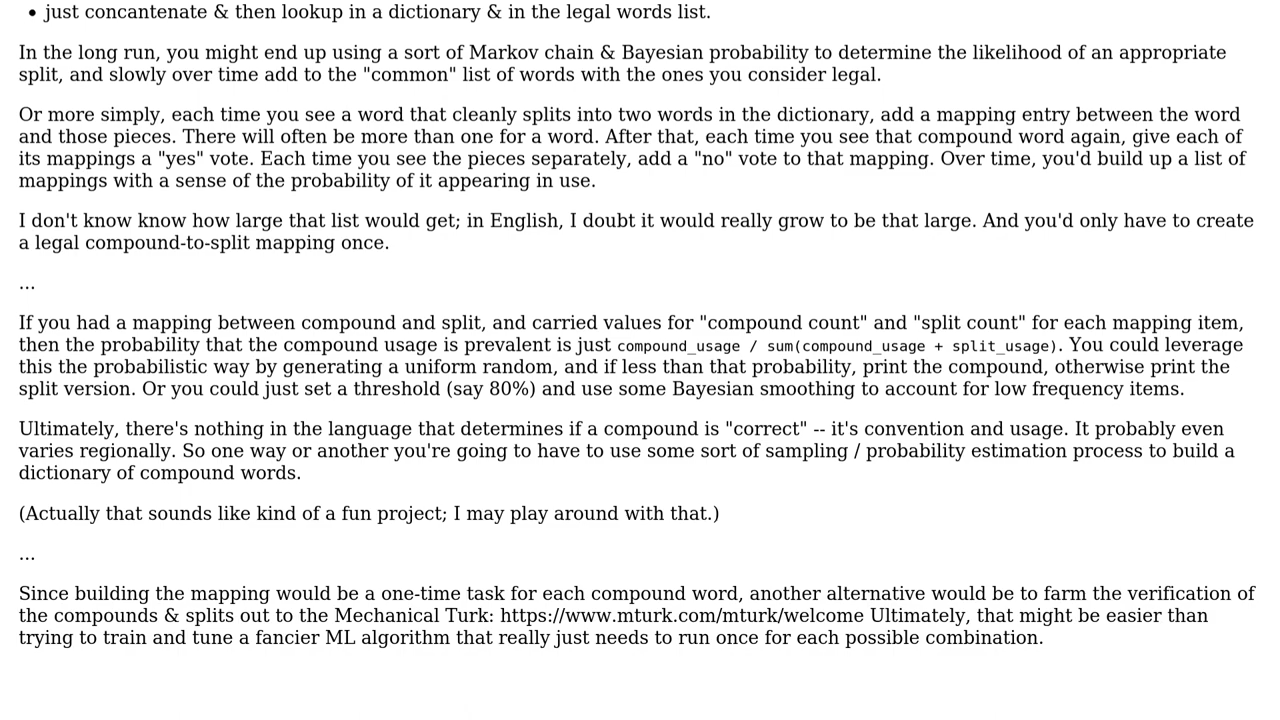 • just concantenate & then lookup in a dictionary & in the legal words list.
In the long run, you might end up using a sort of Markov chain & Bayesian probability to determine the likelihood of an appropriate
split, and slowly over time add to the "common" list of words with the ones you consider legal.
Or more simply, each time you see a word that cleanly splits into two words in the dictionary, add a mapping entry between the word
and those pieces. There will often be more than one for a word. After that, each time you see that compound word again, give each of
its mappings a "yes" vote. Each time you see the pieces separately, add a "no" vote to that mapping. Over time, you'd build up a list of
mappings with a sense of the probability of it appearing in use.
I don't know know how large that list would get; in English, I doubt it would really grow to be that large. And you'd only have to create
a legal compound-to-split mapping once.
...
If you had a mapping between compound and split, and carried values for "compound count" and "split count" for each mapping item,
then the probability that the compound usage is prevalent is just compound_usage / sum(compound_usage + split_usage). You could leverage
this the probabilistic way by generating a uniform random, and if less than that probability, print the compound, otherwise print the
split version. Or you could just set a threshold (say 80%) and use some Bayesian smoothing to account for low frequency items.
Ultimately, there's nothing in the language that determines if a compound is "correct" -- it's convention and usage. It probably even
varies regionally. So one way or another you're going to have to use some sort of sampling / probability estimation process to build a
dictionary of compound words.
(Actually that sounds like kind of a fun project; I may play around with that.)
...
Since building the mapping would be a one-time task for each compound word, another alternative would be to farm the verification of
the compounds & splits out to the Mechanical Turk: https://www.mturk.com/mturk/welcome Ultimately, that might be easier than
trying to train and tune a fancier ML algorithm that really just needs to run once for each possible combination.